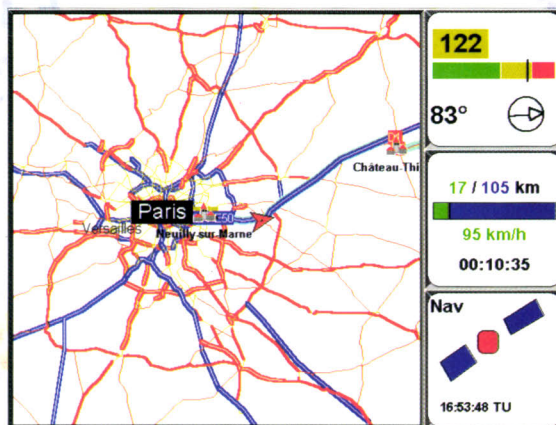 122
83°
Château-Thi
17 / 105 km
Paris
E50
Versailles
Neuilly-sur-Marne
95 km/h
00:10:35
Nav
16:53:48 TU